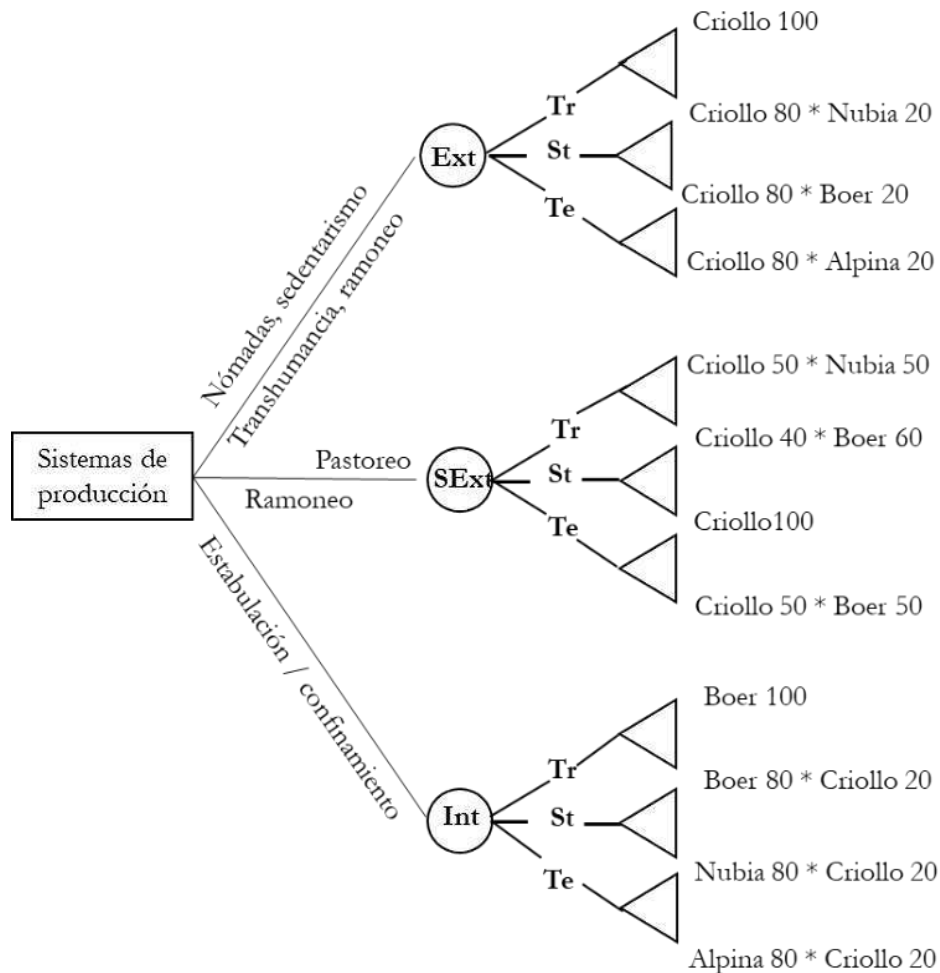 Sistemas de
producción
Nómadas, sedentarismo
Transhumancia, ramoneo
Ext
Tr
St
Te
Criollo 100
Criollo 80 * Nubia 20
Criollo 80 * Boer 20
Criollo 80 * Alpina 20
Pastoreo
Ramoneo
SExt
Tr
St
Te
Criollo 50 * Nubia 50
Criollo 40 * Boer 60
Criollo100
Criollo 50 * Boer 50
Estabulación / confinamiento
Int
Tr
St
Te
Boer 100
Boer 80 * Criollo 20
Nubia 80 * Criollo 20
Alpina 80 * Criollo 20